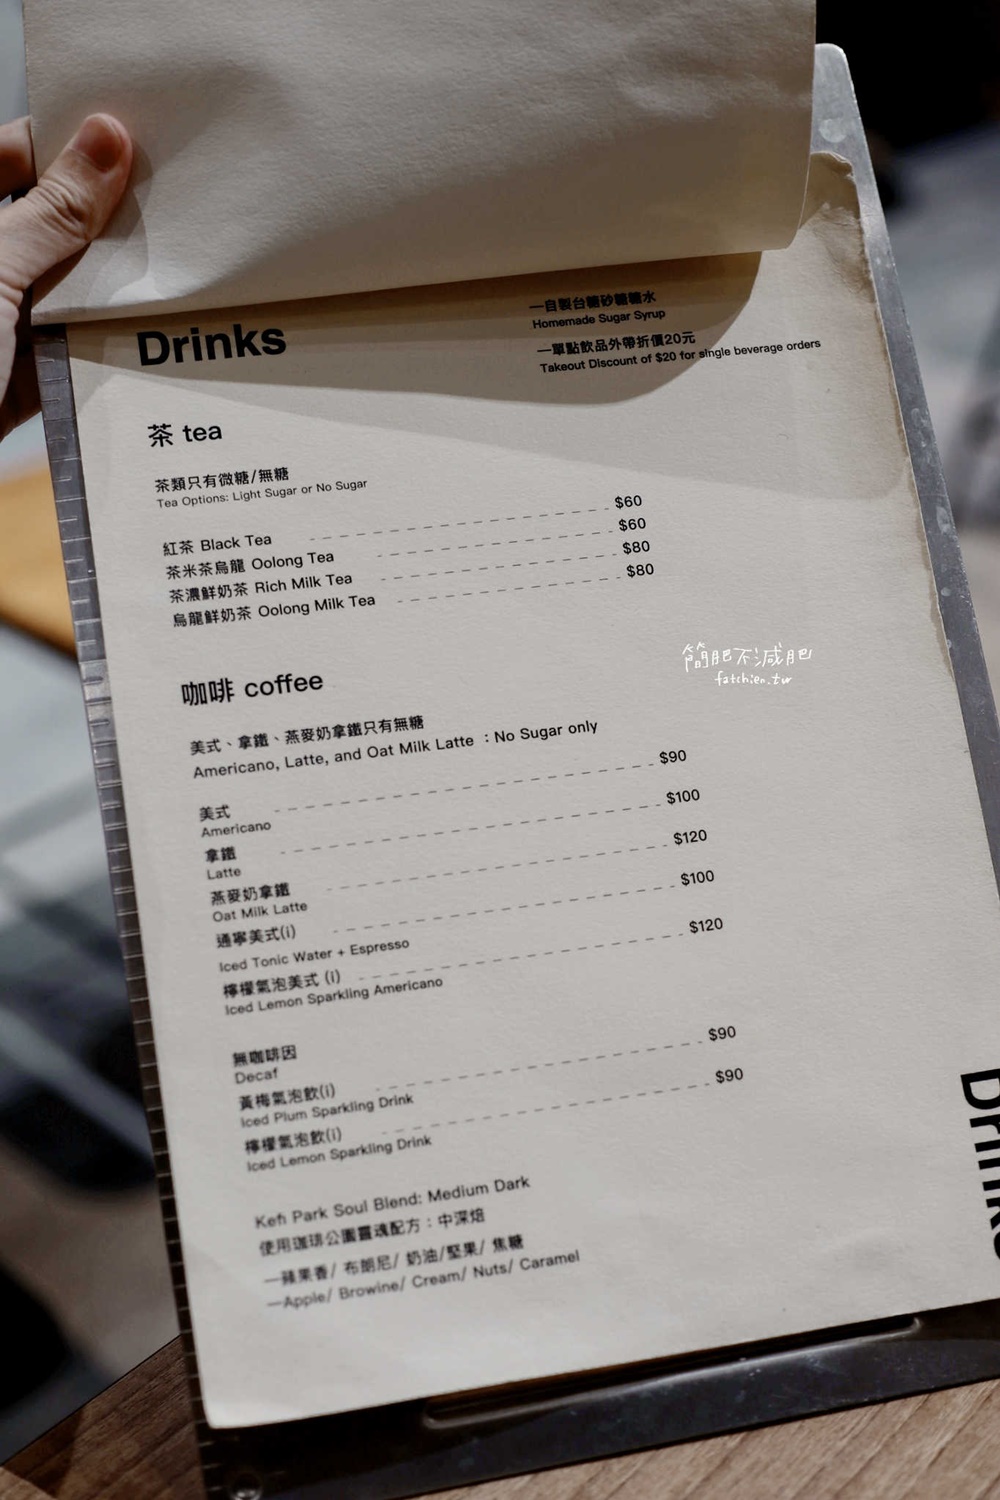 Drinks
—自製台糖砂糖糖水
Homemade Sugar Syrup
—單點飲品外帶折價20元
Takeout Discount of $20 for single beverage orders
茶 tea
茶類只有微糖/無糖
Tea Options: Light Sugar or No Sugar
紅茶 Black Tea $60
茶米茶烏龍 Oolong Tea $60
茶濃鮮奶茶 Rich Milk Tea $80
烏龍鮮奶茶 Oolong Milk Tea $80
簡肥不減肥
fatchien.tw
咖啡 coffee
美式、拿鐵、燕麥奶拿鐵只有無糖
Americano, Latte, and Oat Milk Latte ：No Sugar only
美式 $90
Americano
拿鐵 $100
Latte
燕麥奶拿鐵 $120
Oat Milk Latte
通寧美式(i) $100
Iced Tonic Water + Espresso
檸檬氣泡美式 (i) $120
Iced Lemon Sparkling Americano
無咖啡因
Decaf
黃梅氣泡飲(i) $90
Iced Plum Sparkling Drink
檸檬氣泡飲(i) $90
Iced Lemon Sparkling Drink
Kefi Park Soul Blend: Medium Dark
使用珈琲公園靈魂配方：中深焙
—蘋果香/ 布朗尼/ 奶油/堅果/ 焦糖
—Apple/ Browine/ Cream/ Nuts/ Caramel
Drinks